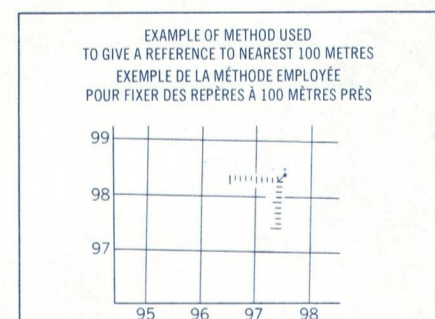 EXAMPLE OF METHOD USED
TO GIVE A REFERENCE TO NEAREST 100 METRES
EXEMPLE DE LA MÉTHODE EMPLOYÉE
POUR FIXER DES REPÈRES À 100 MÈTRES PRÈS
99
98
97
95 96 97 98